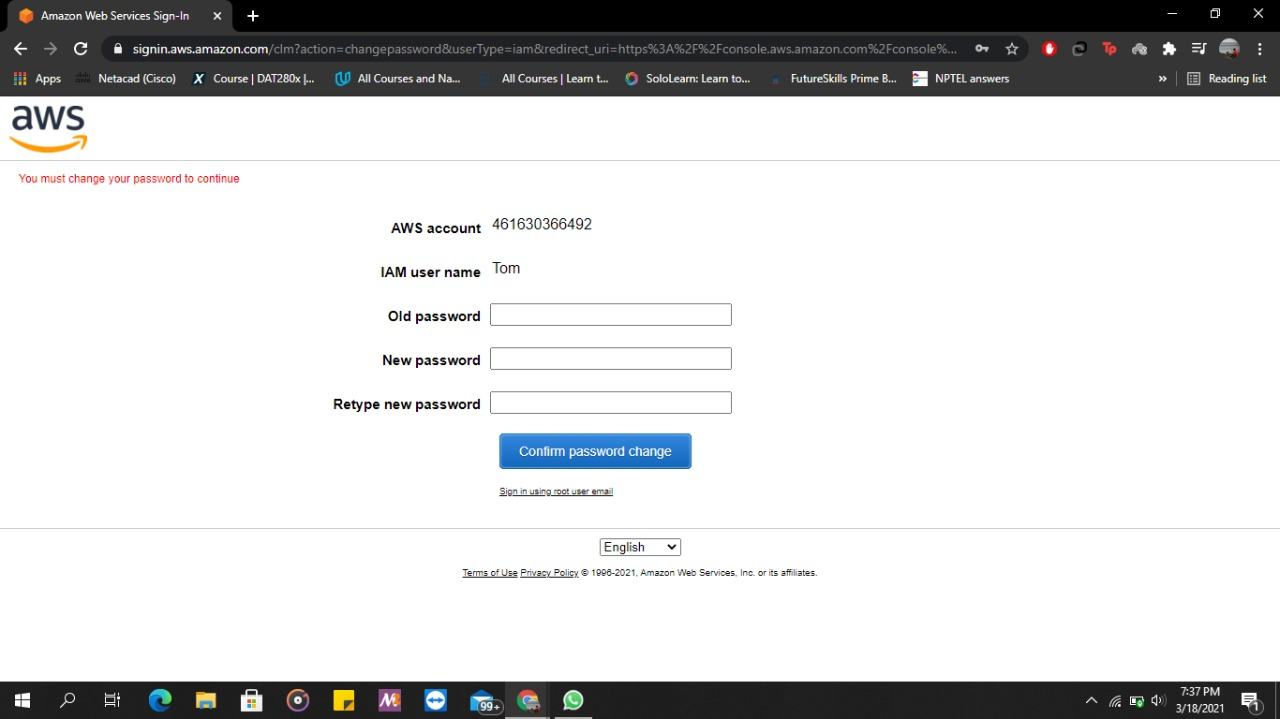 Amazon Web Services Sign-In
signin.aws.amazon.com/clm?action=changepassword&userType=iam&redirect_uri=https%3A%2F%2Fconsole.aws.amazon.com%2Fconsole%...
Apps Netacad (Cisco) Course | DAT280x |... All Courses and Na... All Courses | Learn t... SoloLearn: Learn to... FutureSkills Prime B... NPTEL answers » Reading list
aws
You must change your password to continue
AWS account 461630366492
IAM user name Tom
Old password
New password
Retype new password
Confirm password change
Sign in using root user email
English
Terms of Use Privacy Policy © 1996-2021, Amazon Web Services, Inc. or its affiliates.
99+
7:37 PM
3/18/2021
1